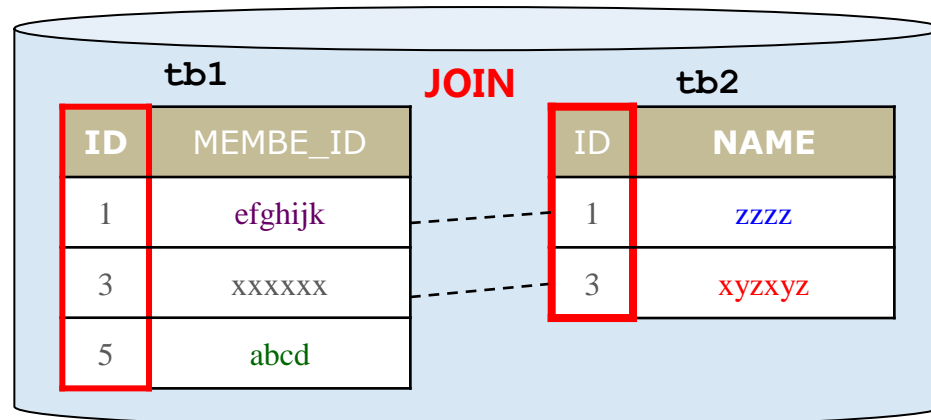 tb1 JOIN tb2
ID MEMBE_ID ID NAME
1 efghijk 1 zzzz
3 xxxxxx 3 xyzxyz
5 abcd